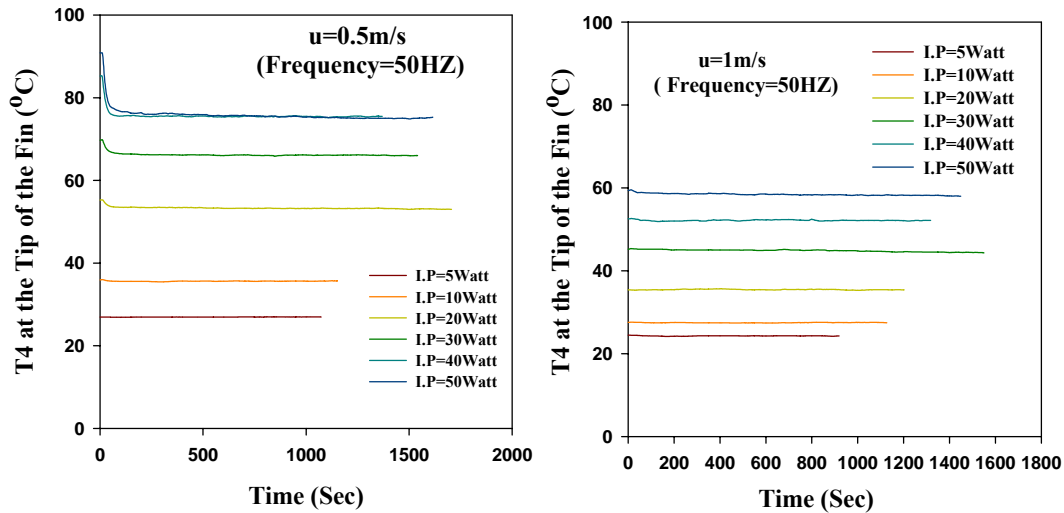 100
80
60
40
20
0
T4 at the Tip of the Fin (⁰C)
u=0.5m/s
(Frequency=50HZ)
I.P=5Watt
I.P=10Watt
I.P=20Watt
I.P=30Watt
I.P=40Watt
I.P=50Watt
0 500 1000 1500 2000
Time (Sec)
100
80
60
40
20
0
T4 at the Tip of the Fin (⁰C)
u=1m/s
( Frequency=50HZ)
I.P=5Watt
I.P=10Watt
I.P=20Watt
I.P=30Watt
I.P=40Watt
I.P=50Watt
0 200 400 600 800 1000 1200 1400 1600 1800
Time (Sec)